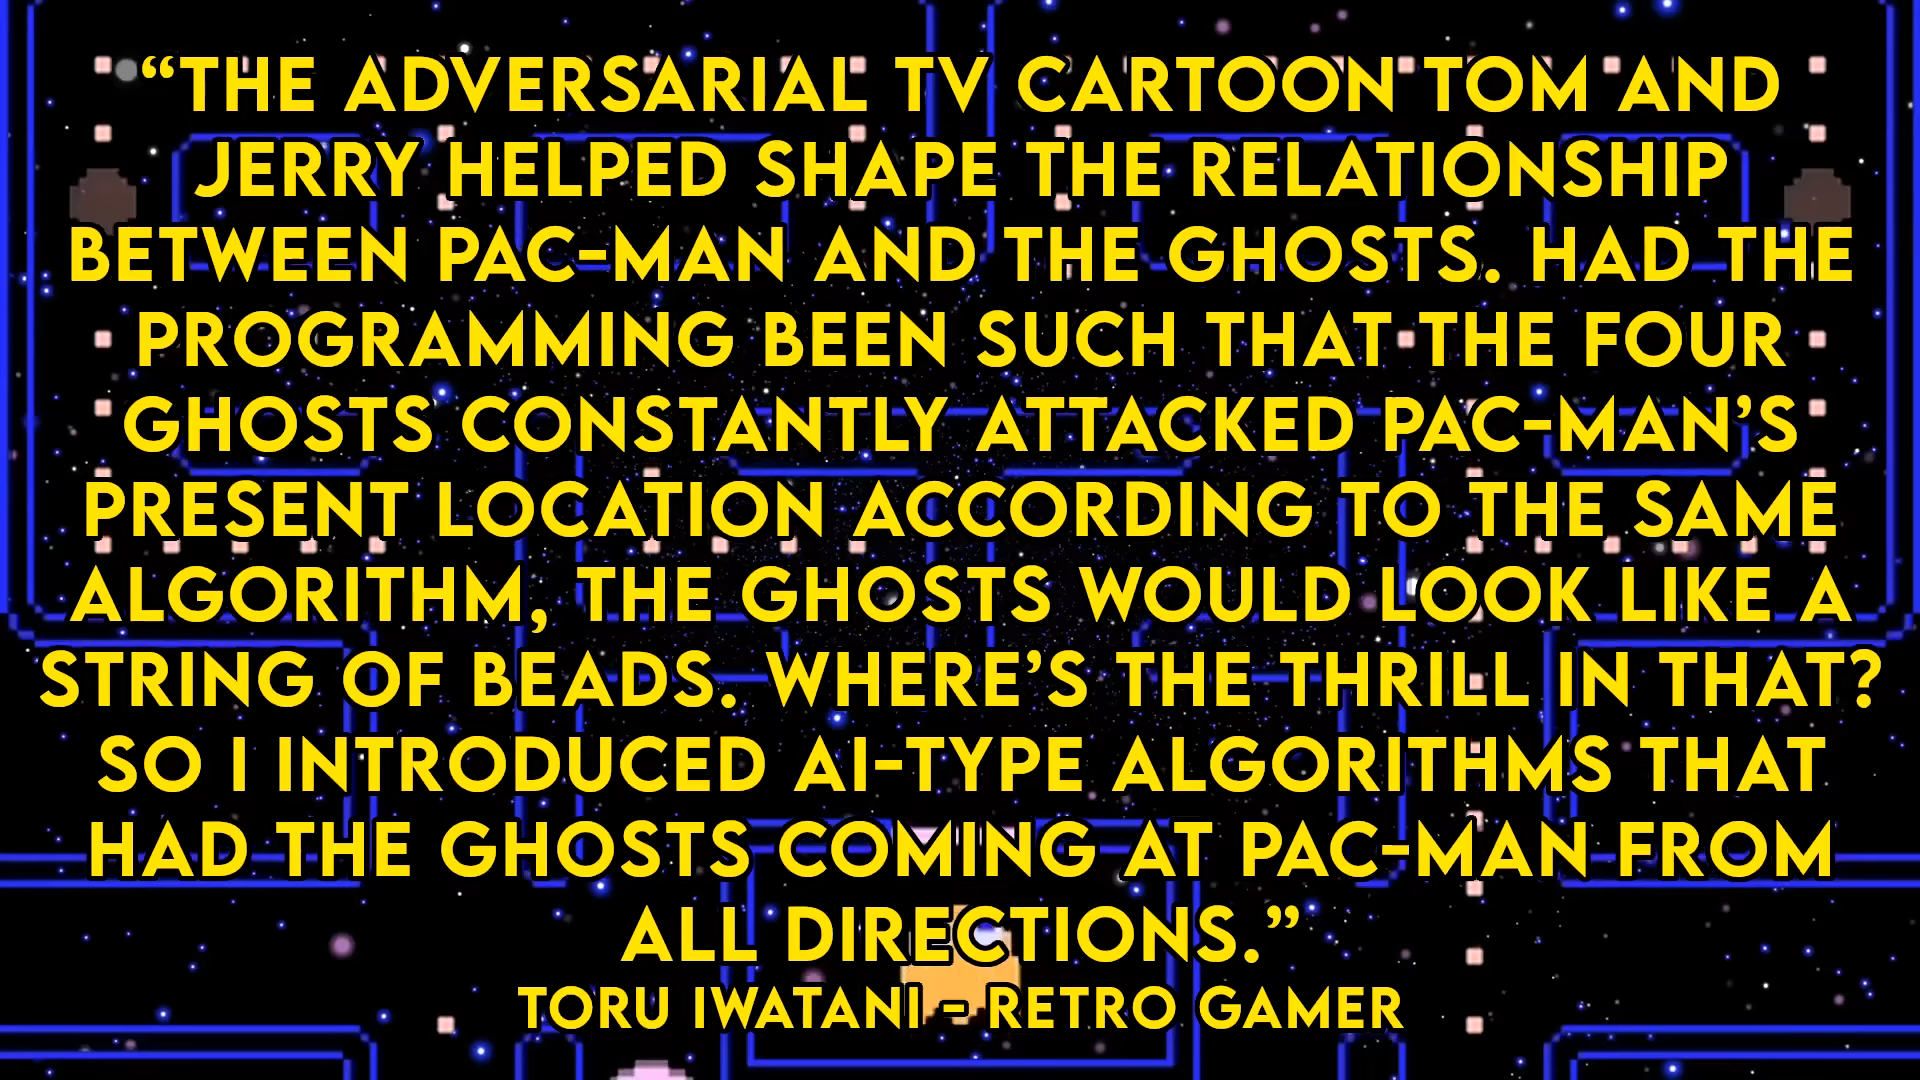 “THE ADVERSARIAL TV CARTOON TOM AND
JERRY HELPED SHAPE THE RELATIONSHIP
BETWEEN PAC-MAN AND THE GHOSTS. HAD THE
PROGRAMMING BEEN SUCH THAT THE FOUR
GHOSTS CONSTANTLY ATTACKED PAC-MAN’S
PRESENT LOCATION ACCORDING TO THE SAME
ALGORITHM, THE GHOSTS WOULD LOOK LIKE A
STRING OF BEADS. WHERE’S THE THRILL IN THAT?
SO I INTRODUCED AI-TYPE ALGORITHMS THAT
HAD THE GHOSTS COMING AT PAC-MAN FROM
ALL DIRECTIONS.”
TORU IWATANI - RETRO GAMER